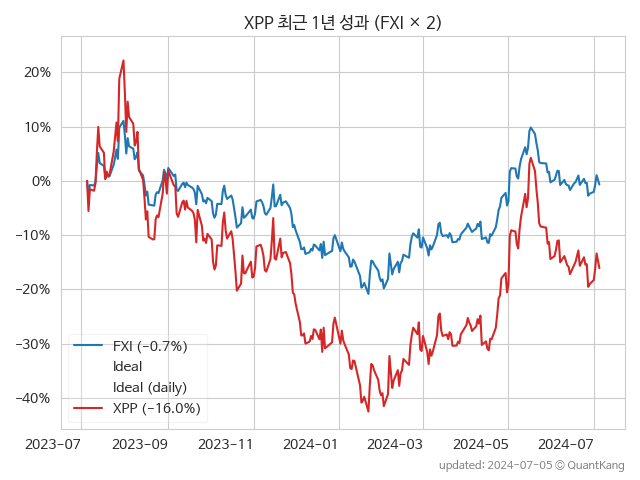 XPP 최근 1년 성과 (FXI × 2)
20%
10%
0%
−10%
−20%
−30%
−40%
FXI (−0.7%)
Ideal
Ideal (daily)
XPP (−16.0%)
2023−07
2023−09
2023−11
2024−01
2024−03
2024−05
2024−07
updated: 2024−07−05 © QuantKang